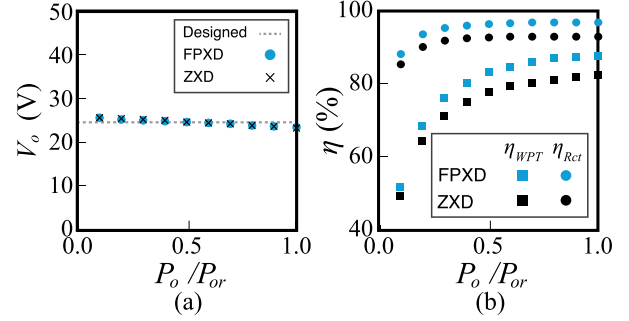 50
40
30
20
10
0
V_o (V)
Designed
FPXD
ZXD
0.0
0.5
1.0
P_o/P_or
(a)
100
80
60
40
η (%)
η_WPT η_Rct
FPXD
ZXD
0.0
0.5
1.0
P_o/P_or
(b)